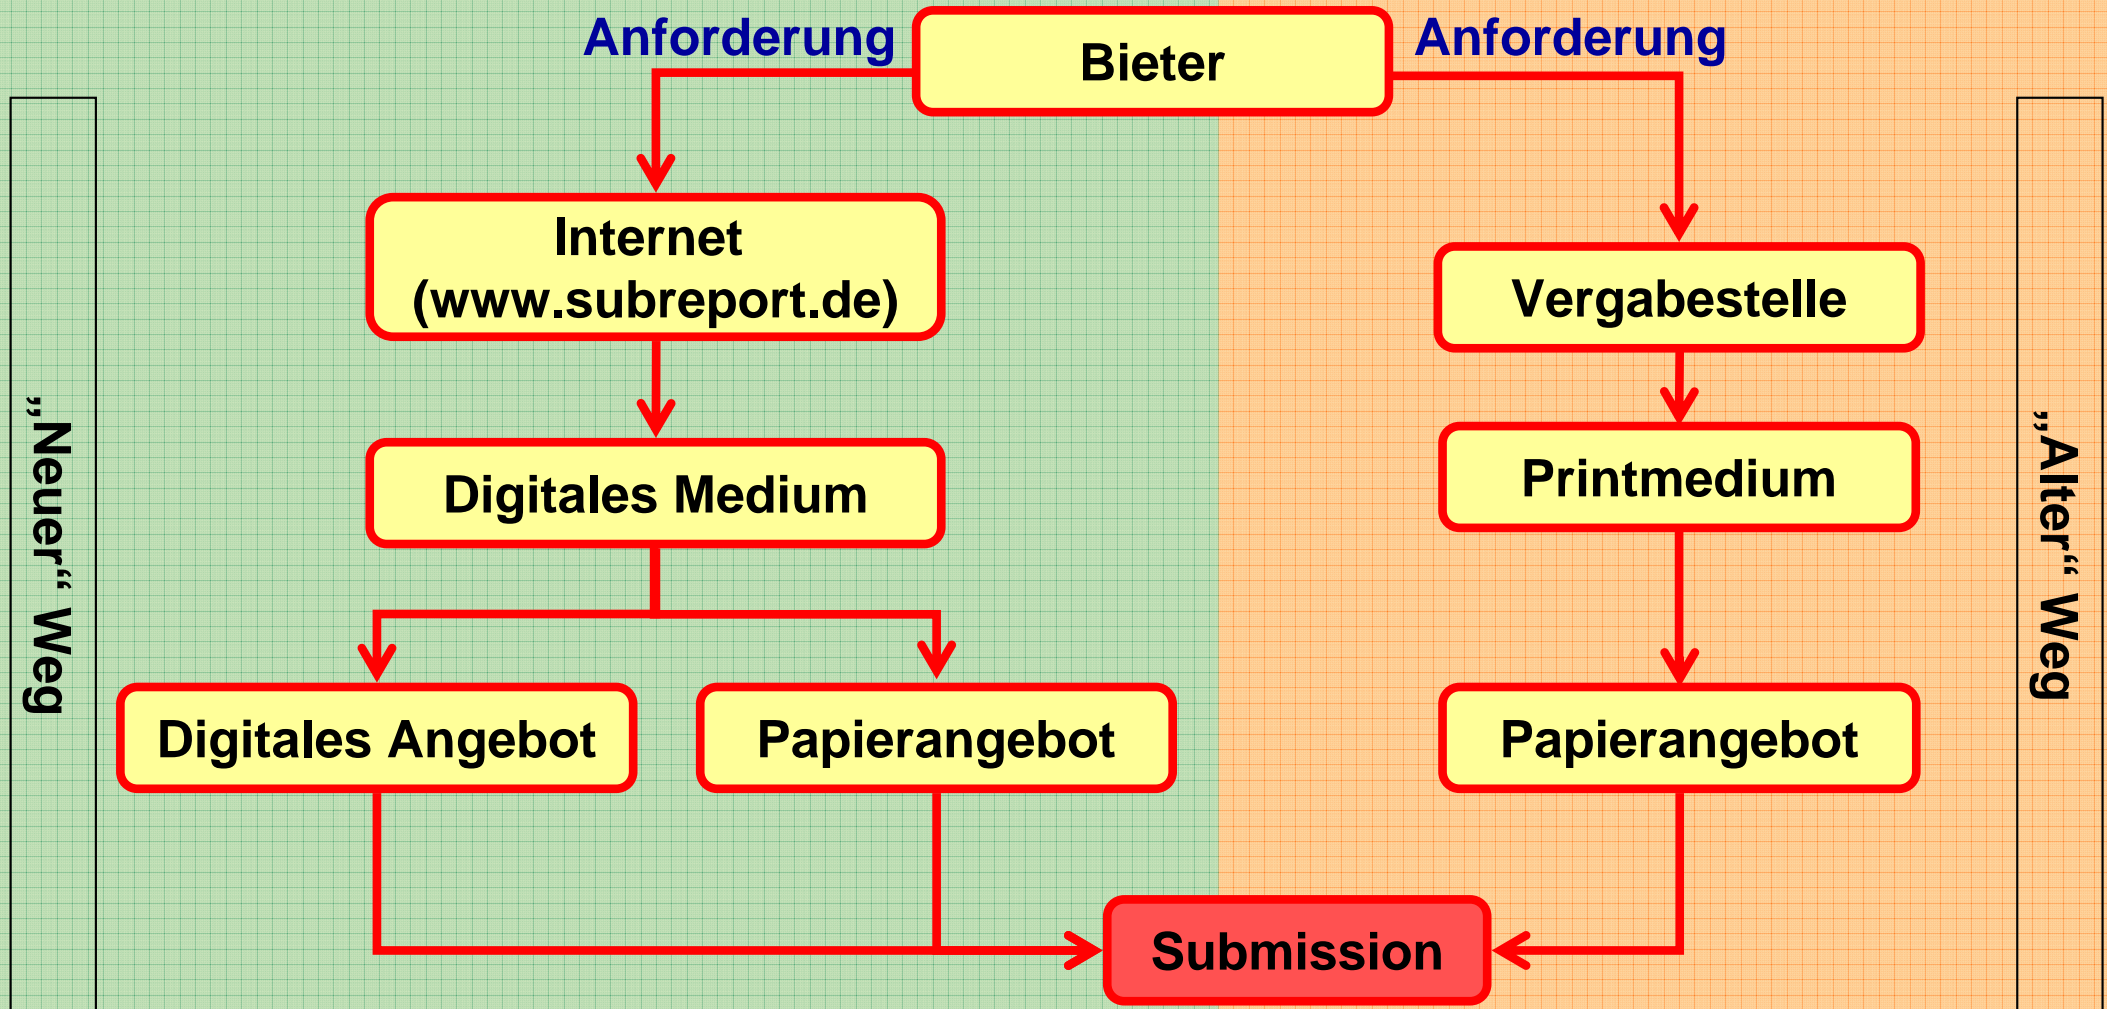 Anforderung
Bieter
Anforderung
Internet
(www.subreport.de)
Vergabestelle
Digitales Medium
Printmedium
„Neuer“ Weg
„Alter“ Weg
Digitales Angebot
Papierangebot
Papierangebot
Submission